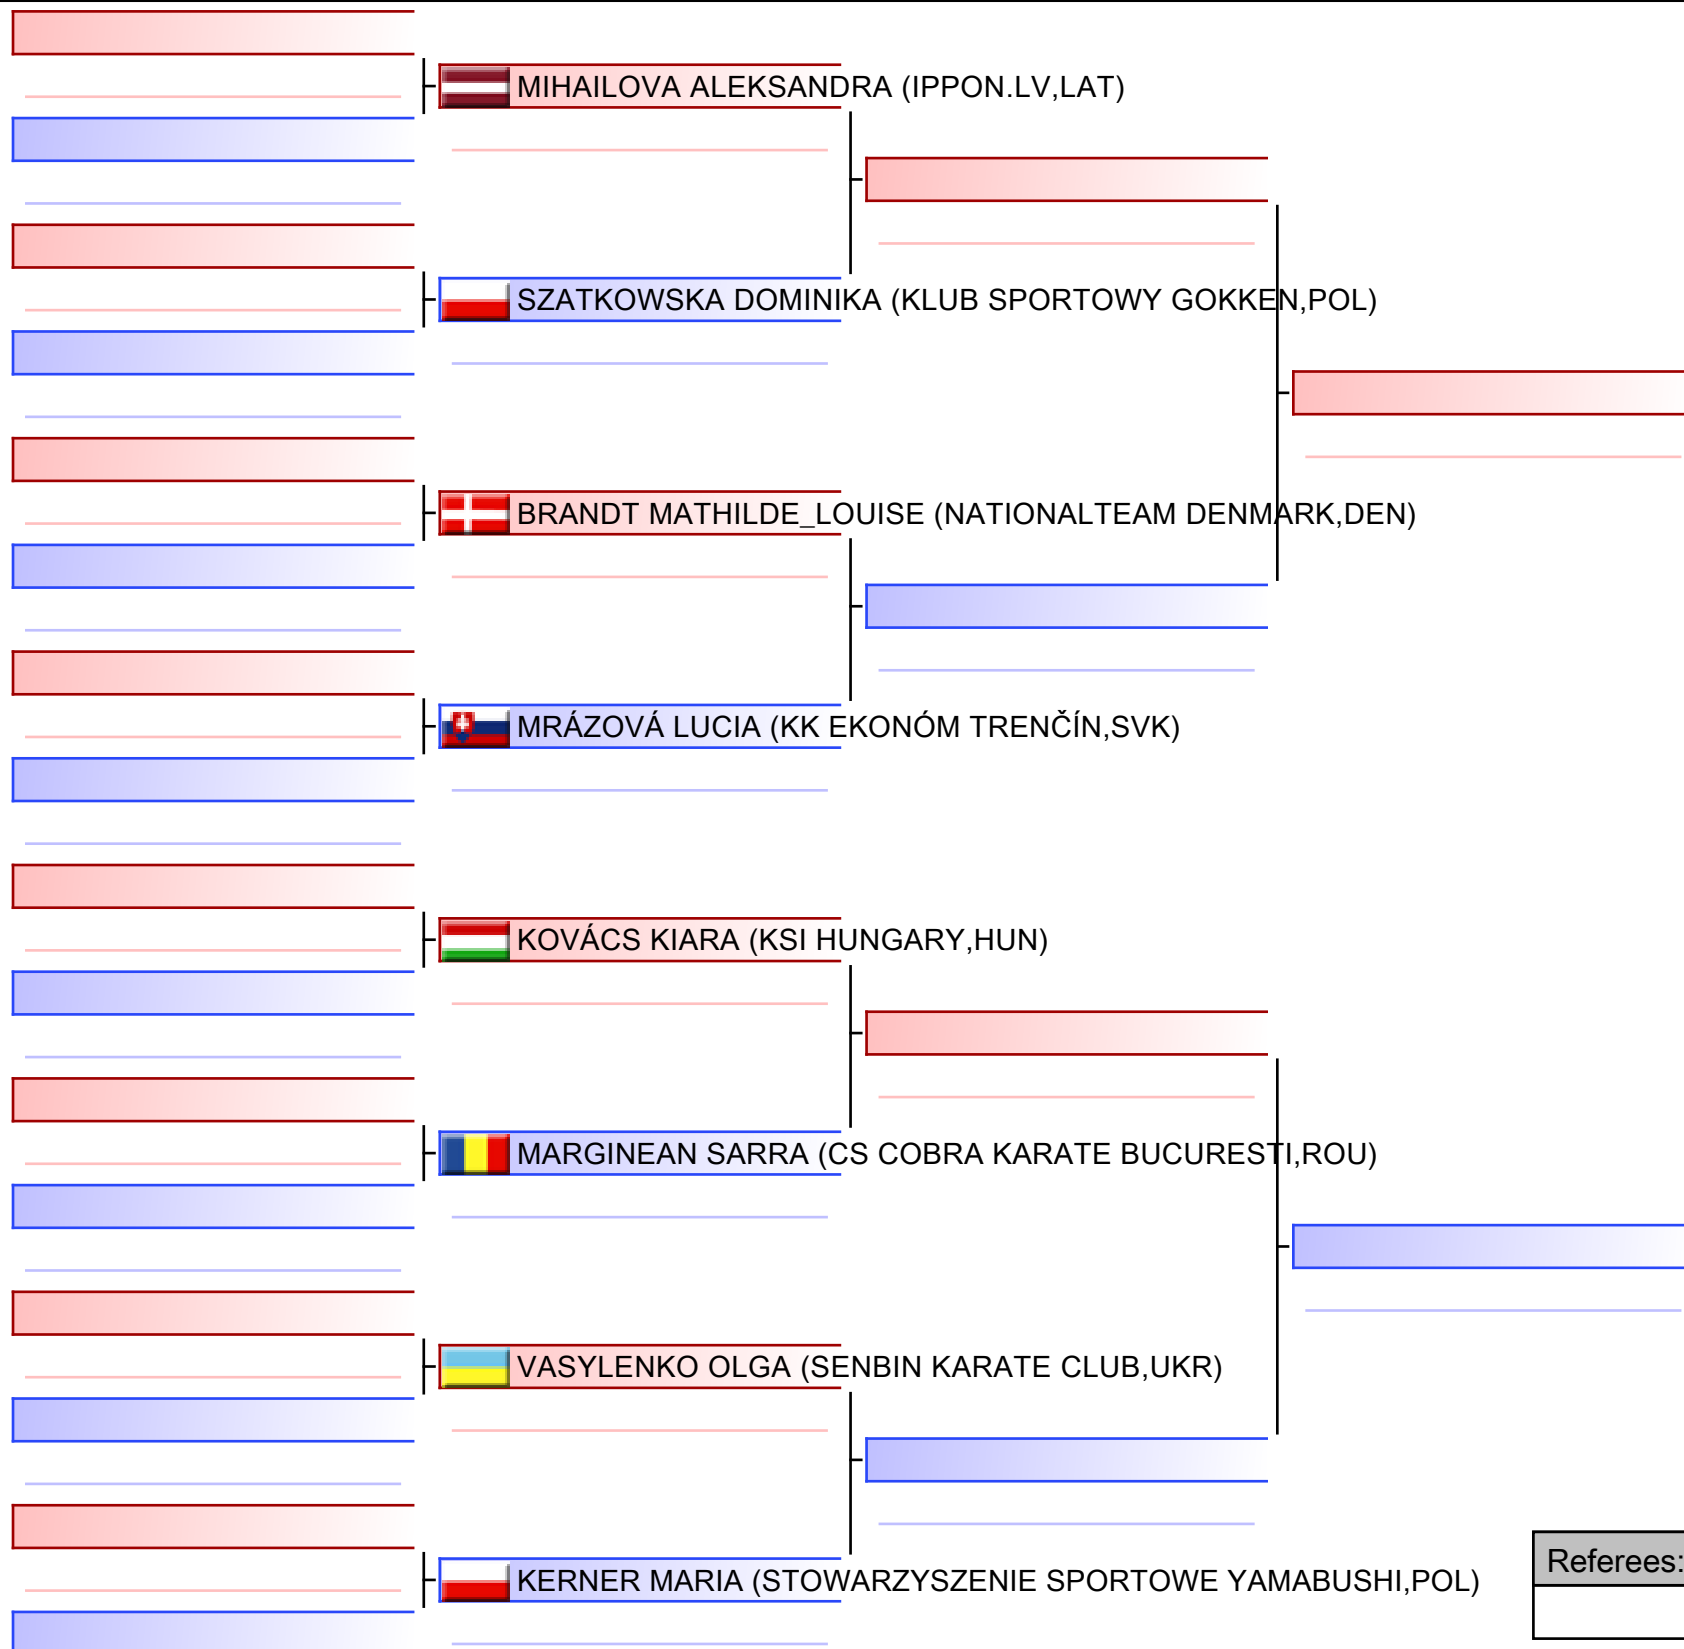 MIHAILOVA ALEKSANDRA (IPPON.LV,LAT)
SZATKOWSKA DOMINIKA (KLUB SPORTOWY GOKKEN,POL)
BRANDT MATHILDE_LOUISE (NATIONALTEAM DENMARK,DEN)
MRÁZOVÁ LUCIA (KK EKONÓM TRENČÍN,SVK)
KOVÁCS KIARA (KSI HUNGARY,HUN)
MARGINEAN SARRA (CS COBRA KARATE BUCURESTI,ROU)
VASYLENKO OLGA (SENBIN KARATE CLUB,UKR)
KERNER MARIA (STOWARZYSZENIE SPORTOWE YAMABUSHI,POL)
Referees: